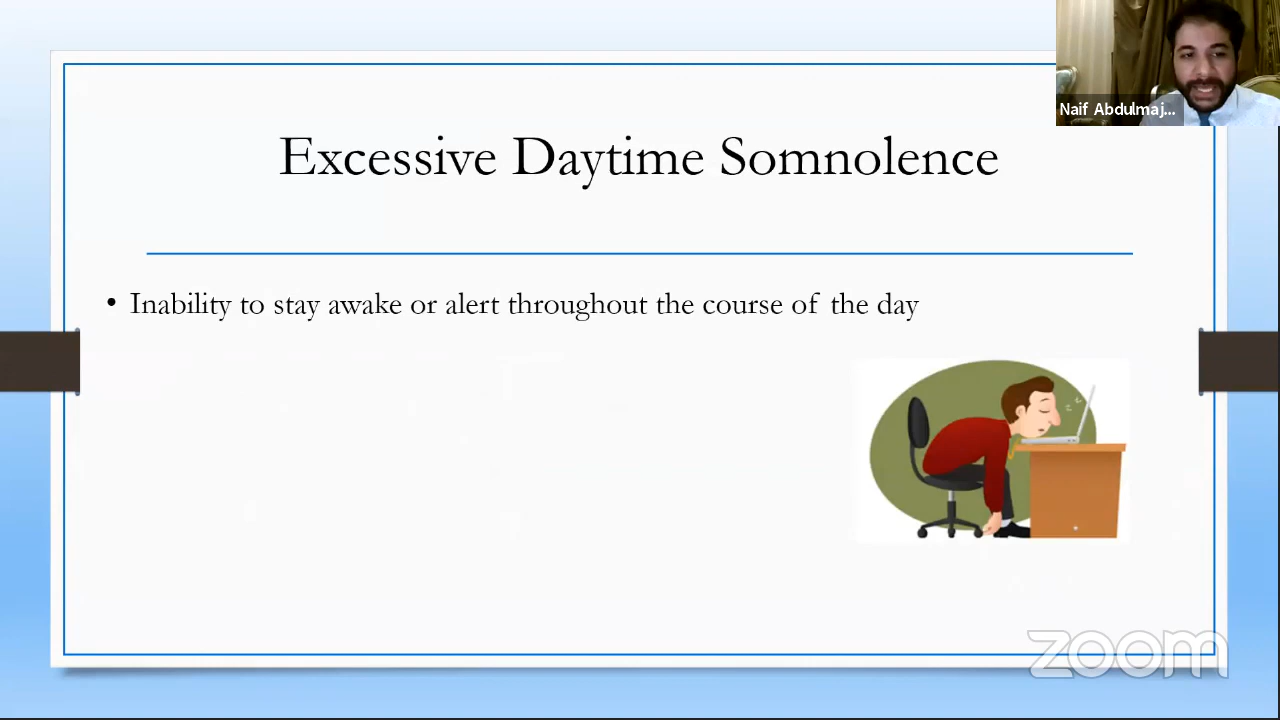 Naif Abdulmaj...
Excessive Daytime Somnolence
• Inability to stay awake or alert throughout the course of the day
zoom